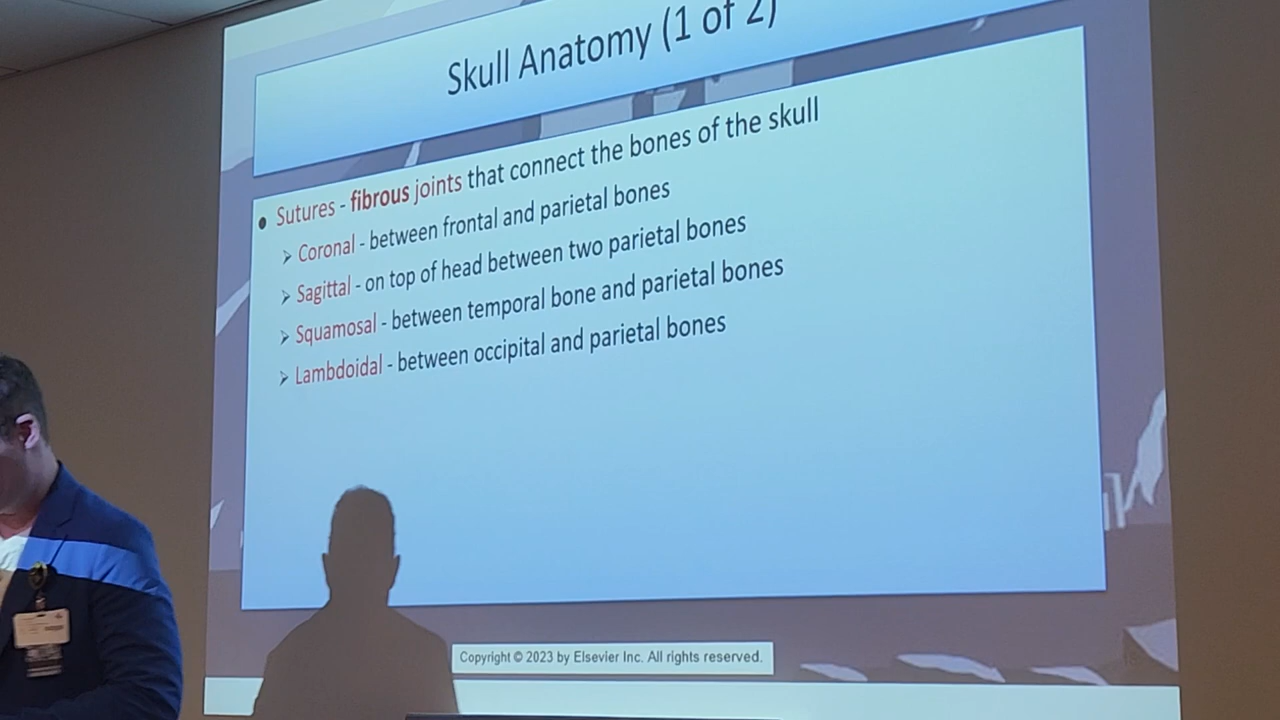 Skull Anatomy (1 of 2)
• Sutures - fibrous joints that connect the bones of the skull
➢ Coronal - between frontal and parietal bones
➢ Sagittal - on top of head between two parietal bones
➢ Squamosal - between temporal bone and parietal bones
➢ Lambdoidal - between occipital and parietal bones
Copyright © 2023 by Elsevier Inc. All rights reserved.